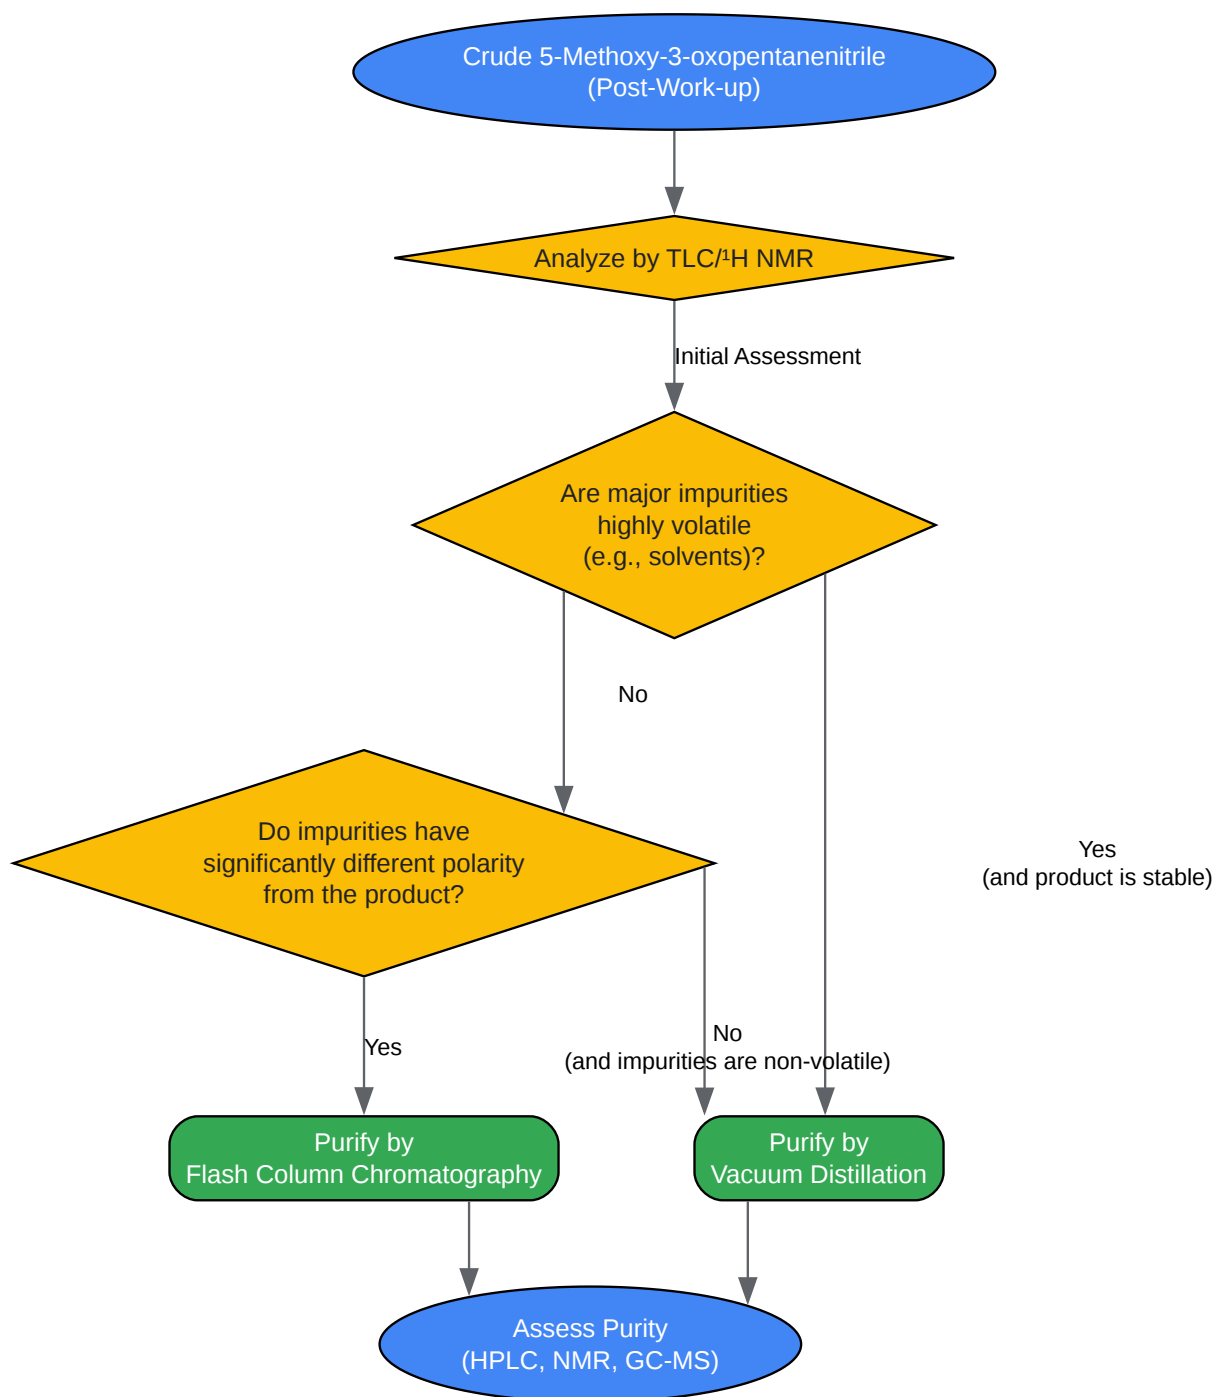 Crude 5-Methoxy-3-oxopentanenitrile
(Post-Work-up)
Analyze by TLC/¹H NMR
Initial Assessment
Are major impurities
highly volatile
(e.g., solvents)?
No
Do impurities have
significantly different polarity
from the product?
Yes
(and product is stable)
Yes
No
(and impurities are non-volatile)
Purify by
Flash Column Chromatography
Purify by
Vacuum Distillation
Assess Purity
(HPLC, NMR, GC-MS)